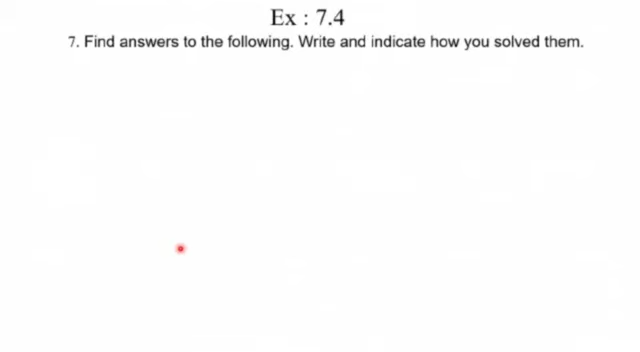 Ex : 7.4
7. Find answers to the following. Write and indicate how you solved them.